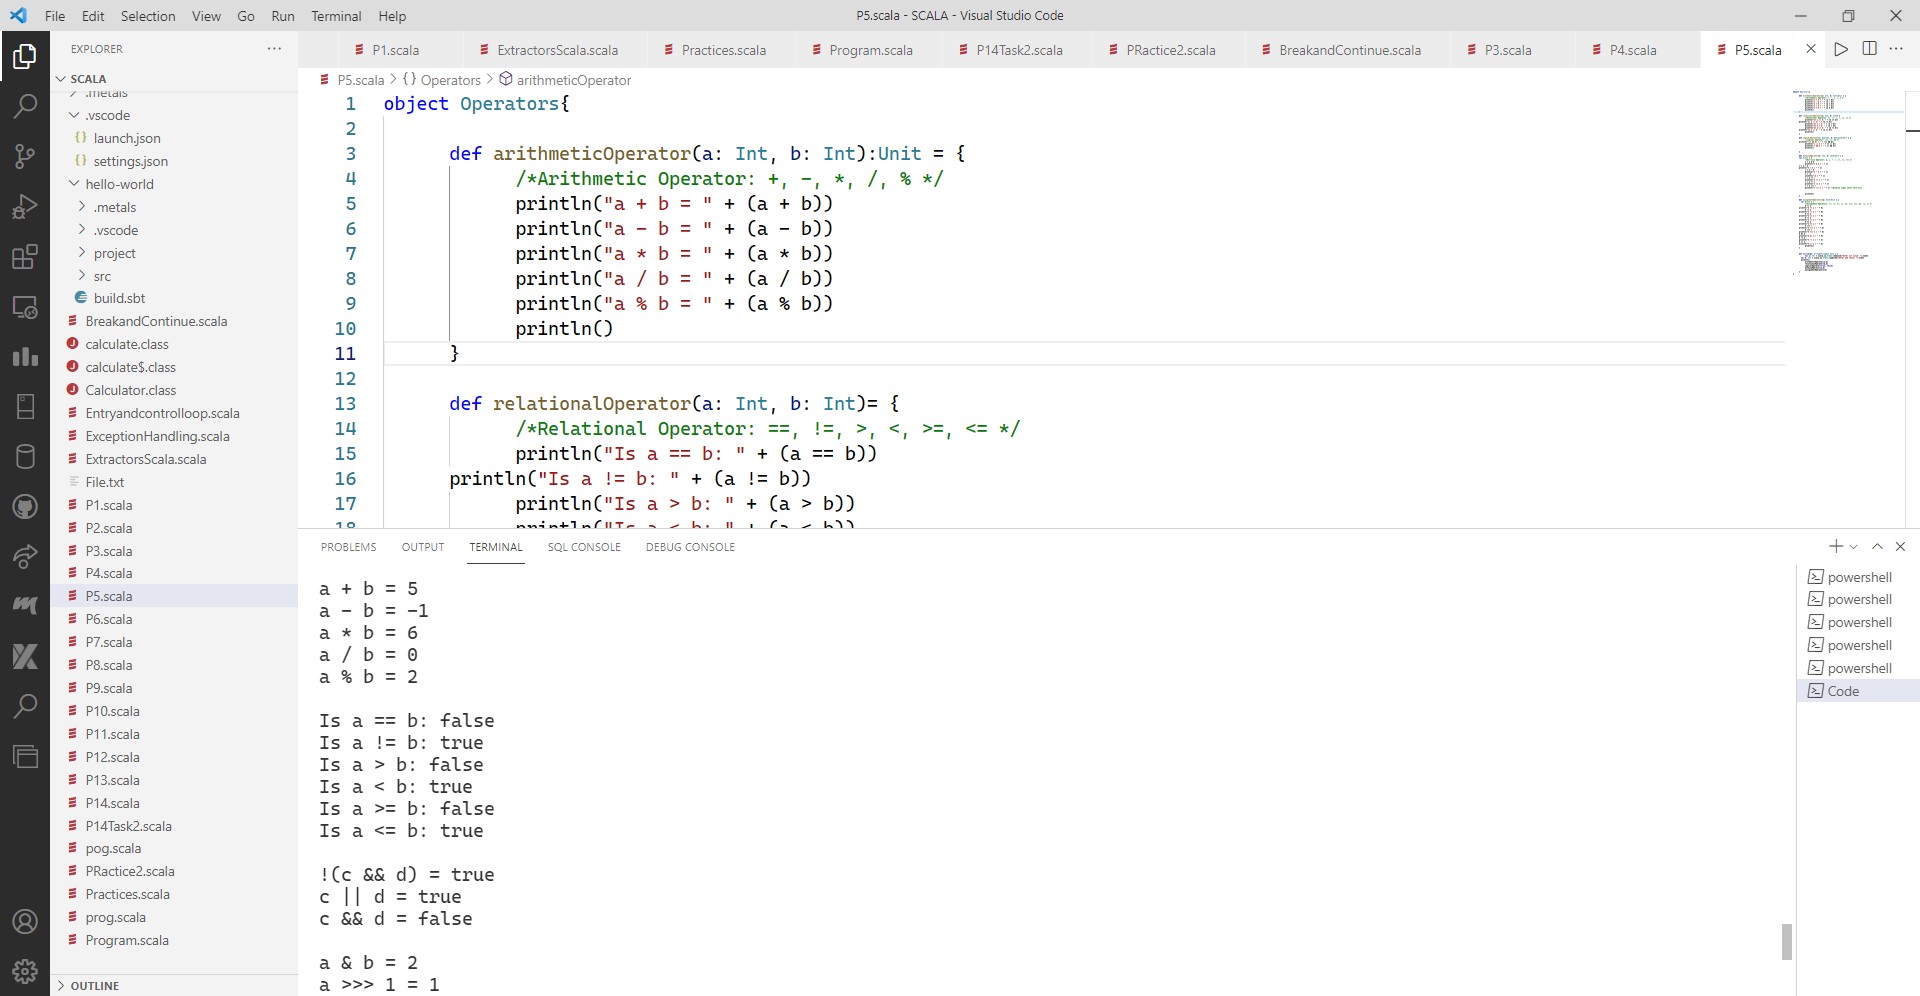 File Edit Selection View Go Run Terminal Help
P5.scala - SCALA - Visual Studio Code
EXPLORER
SCALA
.metals
.vscode
launch.json
settings.json
hello-world
.metals
.vscode
project
src
build.sbt
BreakandContinue.scala
calculate.class
calculate$.class
Calculator.class
Entryandcontrolloop.scala
ExceptionHandling.scala
ExtractorsScala.scala
File.txt
P1.scala
P2.scala
P3.scala
P4.scala
P5.scala
P6.scala
P7.scala
P8.scala
P9.scala
P10.scala
P11.scala
P12.scala
P13.scala
P14.scala
P14Task2.scala
pog.scala
PRactice2.scala
Practices.scala
prog.scala
Program.scala
OUTLINE
P1.scala ExtractorsScala.scala Practices.scala Program.scala P14Task2.scala PRactice2.scala BreakandContinue.scala P3.scala P4.scala P5.scala
P5.scala > {} Operators > arithmeticOperator
1 object Operators{
2
3 def arithmeticOperator(a: Int, b: Int):Unit = {
4 /*Arithmetic Operator: +, -, *, /, % */
5 println("a + b = " + (a + b))
6 println("a - b = " + (a - b))
7 println("a * b = " + (a * b))
8 println("a / b = " + (a / b))
9 println("a % b = " + (a % b))
10 println()
11 }
12
13 def relationalOperator(a: Int, b: Int)= {
14 /*Relational Operator: ==, !=, >, <, >=, <= */
15 println("Is a == b: " + (a == b))
16 println("Is a != b: " + (a != b))
17 println("Is a > b: " + (a > b))
18 println("Is a < b: " + (a < b))
PROBLEMS OUTPUT TERMINAL SQL CONSOLE DEBUG CONSOLE
a + b = 5
a - b = -1
a * b = 6
a / b = 0
a % b = 2
Is a == b: false
Is a != b: true
Is a > b: false
Is a < b: true
Is a >= b: false
Is a <= b: true
!(c && d) = true
c || d = true
c && d = false
a & b = 2
a >>> 1 = 1
powershell
powershell
powershell
powershell
powershell
Code